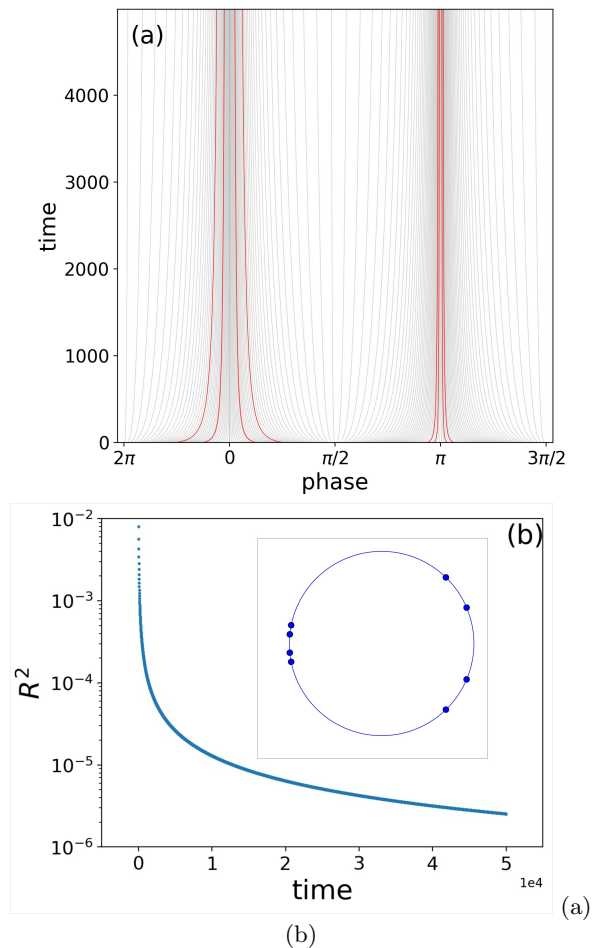 (a)
4000
3000
2000
1000
0
time
2π 0 π/2 π 3π/2
phase
(b)
10⁻²
10⁻³
10⁻⁴
10⁻⁵
10⁻⁶
R²
0 1 2 3 4 5
1e4
time
(a)
(b)